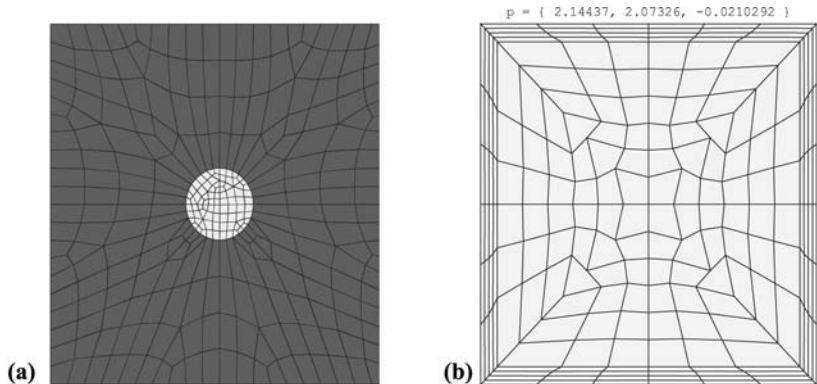 p = { 2.14437, 2.07326, -0.0210292 }
(a)
(b)